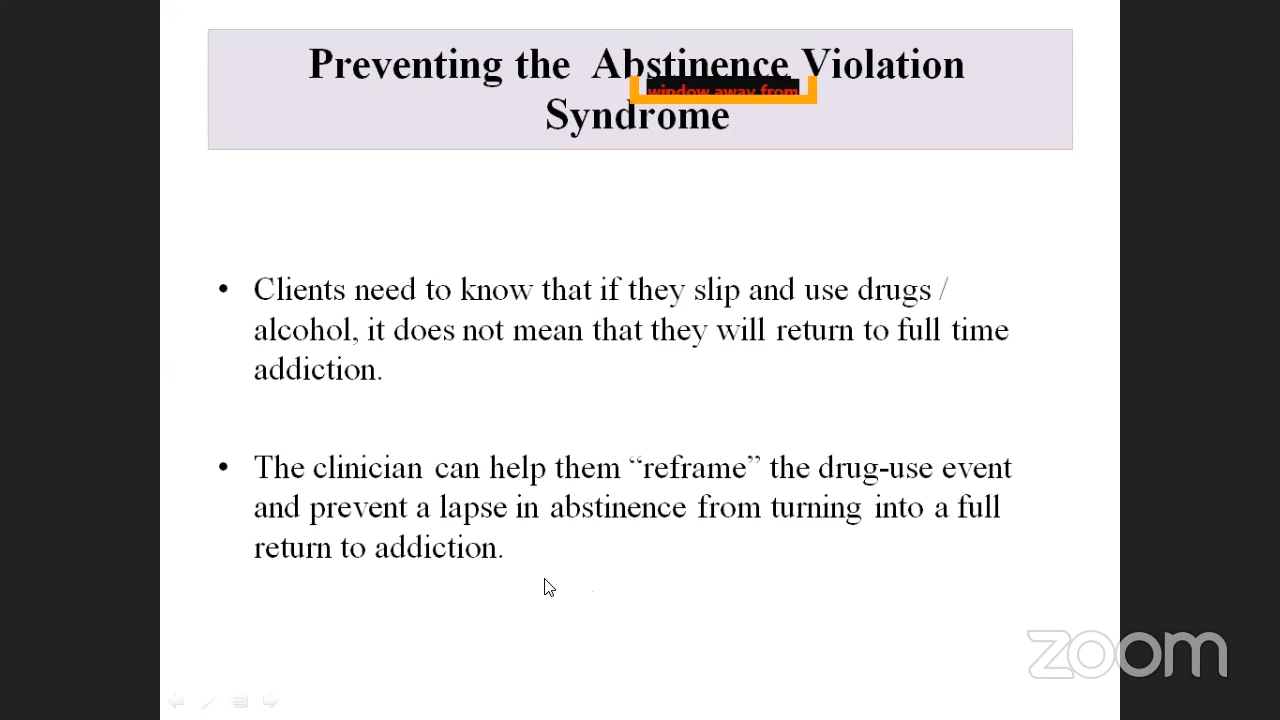 Preventing the Abstinence Violation
window away from
Syndrome
• Clients need to know that if they slip and use drugs /
alcohol, it does not mean that they will return to full time
addiction.
• The clinician can help them “reframe” the drug-use event
and prevent a lapse in abstinence from turning into a full
return to addiction.
zoom